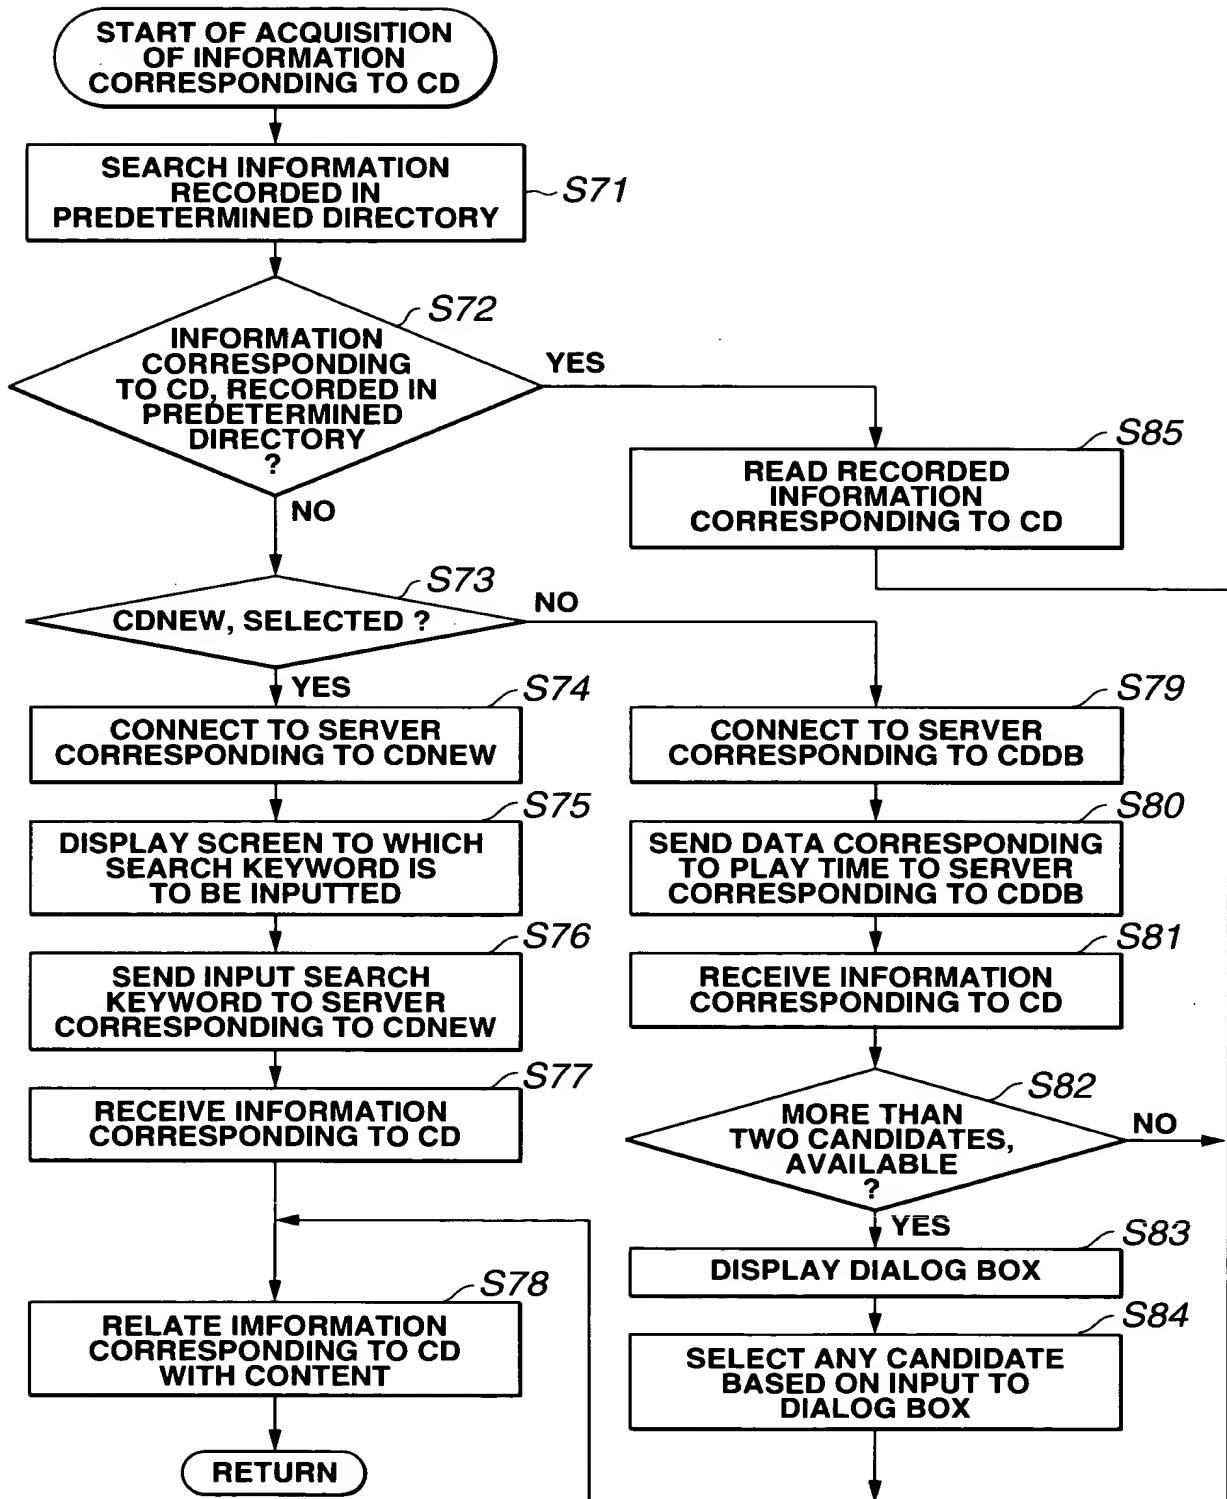 START OF ACQUISITION
OF INFORMATION
CORRESPONDING TO CD
SEARCH INFORMATION
RECORDED IN
PREDETERMINED DIRECTORY
S71
S72
INFORMATION
CORRESPONDING
TO CD, RECORDED IN
PREDETERMINED
DIRECTORY
?
YES
NO
S85
READ RECORDED
INFORMATION
CORRESPONDING TO CD
S73
CDNEW, SELECTED ?
NO
YES
S74
CONNECT TO SERVER
CORRESPONDING TO CDNEW
S75
DISPLAY SCREEN TO WHICH
SEARCH KEYWORD IS
TO BE INPUTTED
S76
SEND INPUT SEARCH
KEYWORD TO SERVER
CORRESPONDING TO CDNEW
S77
RECEIVE INFORMATION
CORRESPONDING TO CD
S78
RELATE IMFORMATION
CORRESPONDING TO CD
WITH CONTENT
RETURN
S79
CONNECT TO SERVER
CORRESPONDING TO CDDB
S80
SEND DATA CORRESPONDING
TO PLAY TIME TO SERVER
CORRESPONDING TO CDDB
S81
RECEIVE INFORMATION
CORRESPONDING TO CD
S82
MORE THAN
TWO CANDIDATES,
AVAILABLE
?
NO
YES
S83
DISPLAY DIALOG BOX
S84
SELECT ANY CANDIDATE
BASED ON INPUT TO
DIALOG BOX